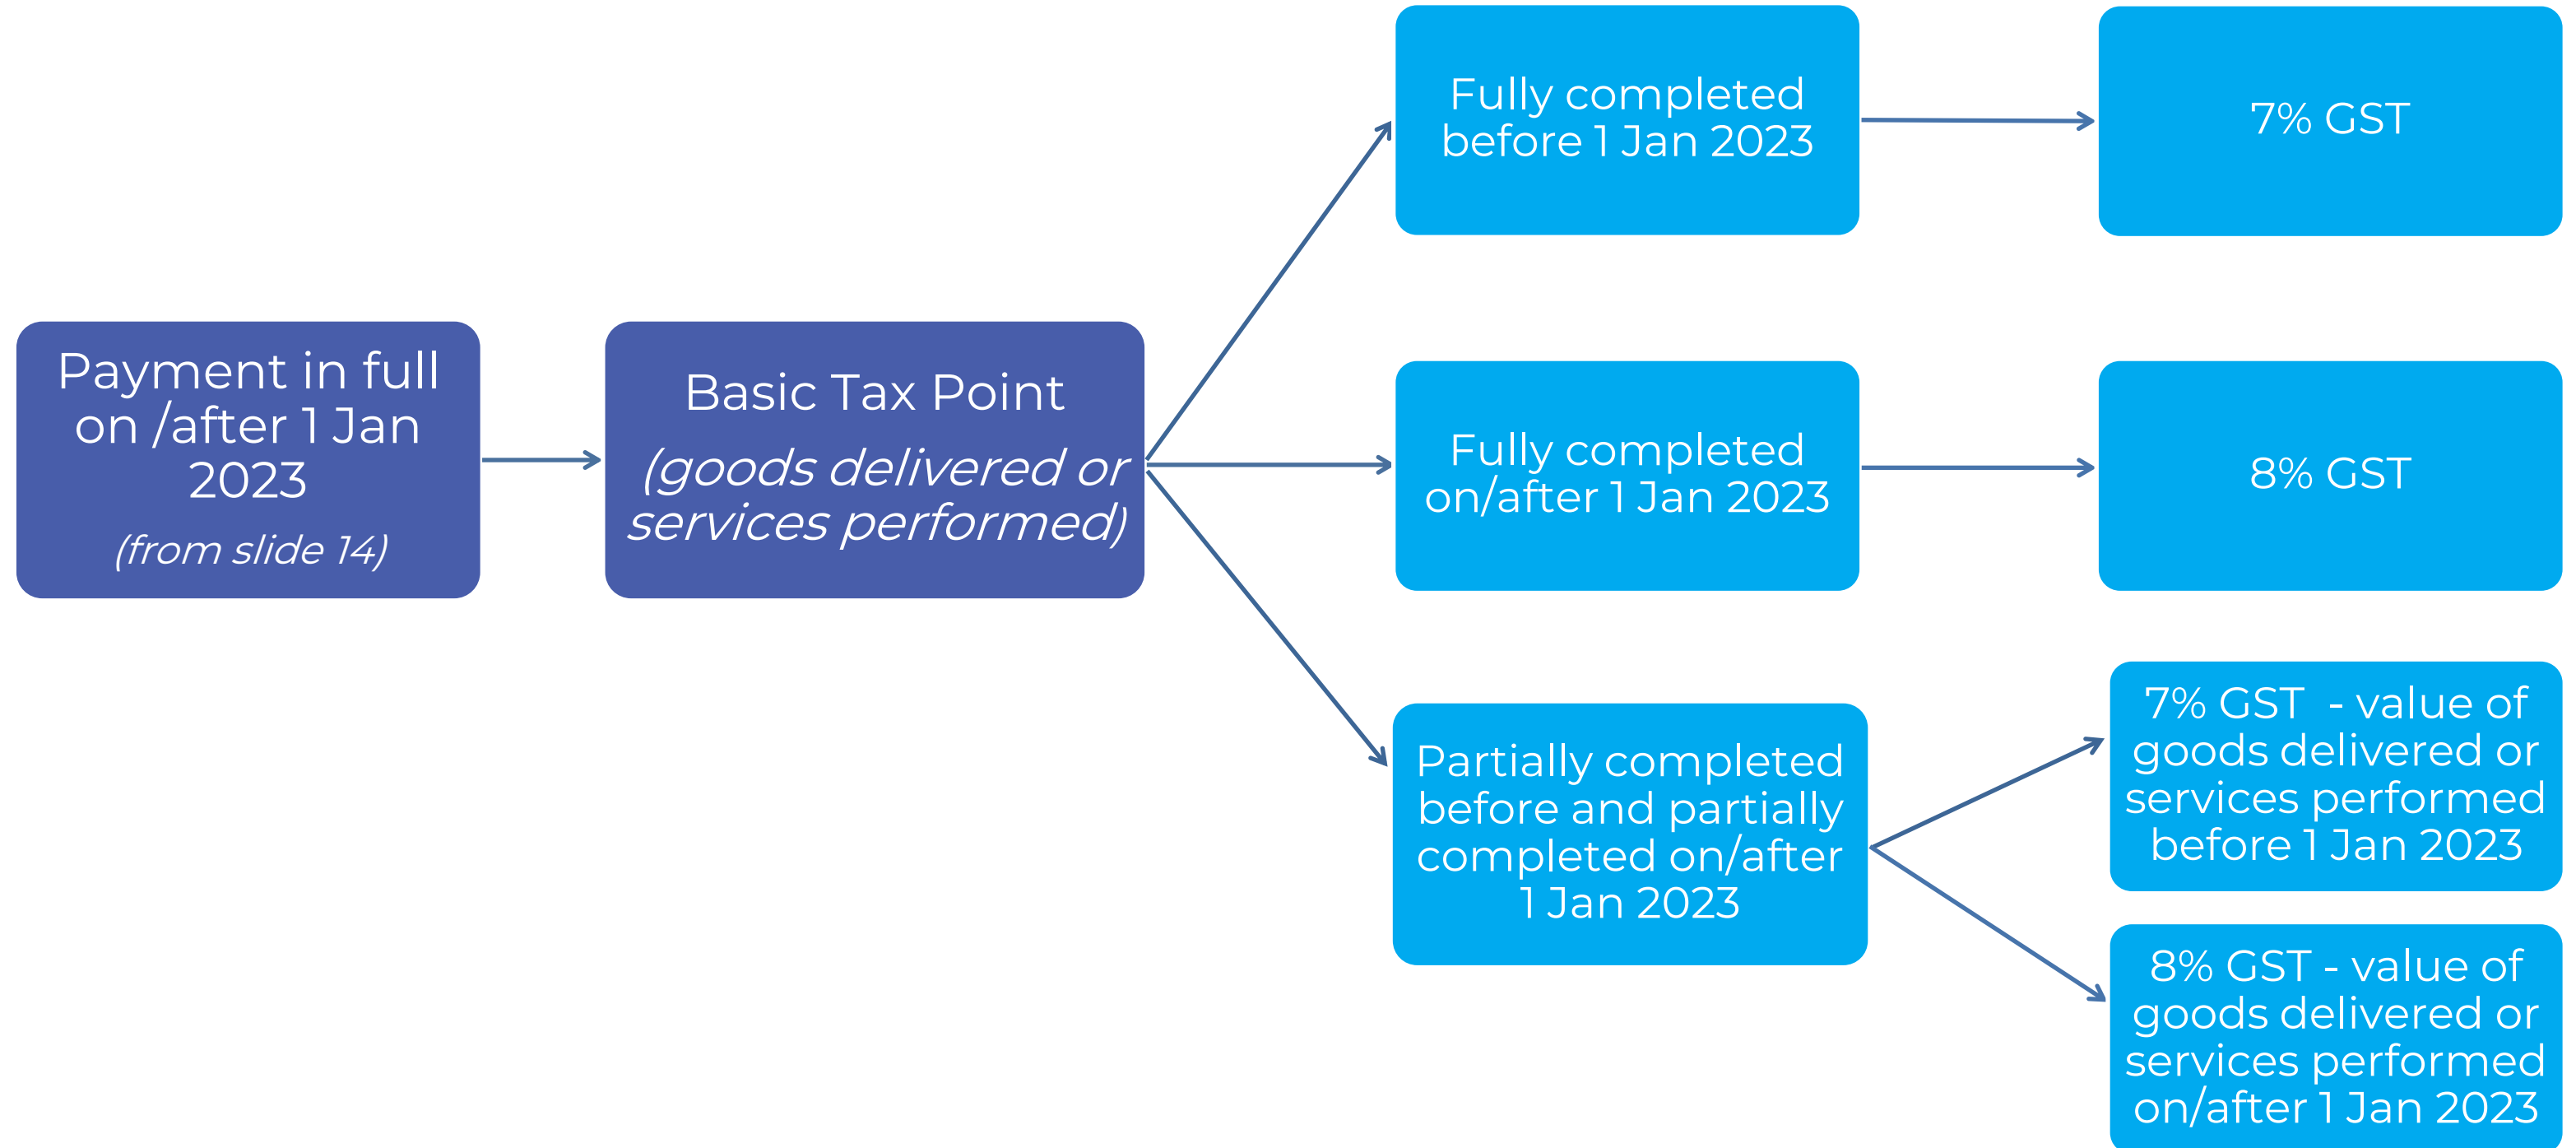 Payment in full
on /after 1 Jan
2023
(from slide 14)
Basic Tax Point
(goods delivered or
services performed)
Fully completed
before 1 Jan 2023
7% GST
Fully completed
on/after 1 Jan 2023
8% GST
Partially completed
before and partially
completed on/after
1 Jan 2023
7% GST - value of
goods delivered or
services performed
before 1 Jan 2023
8% GST - value of
goods delivered or
services performed
on/after 1 Jan 2023